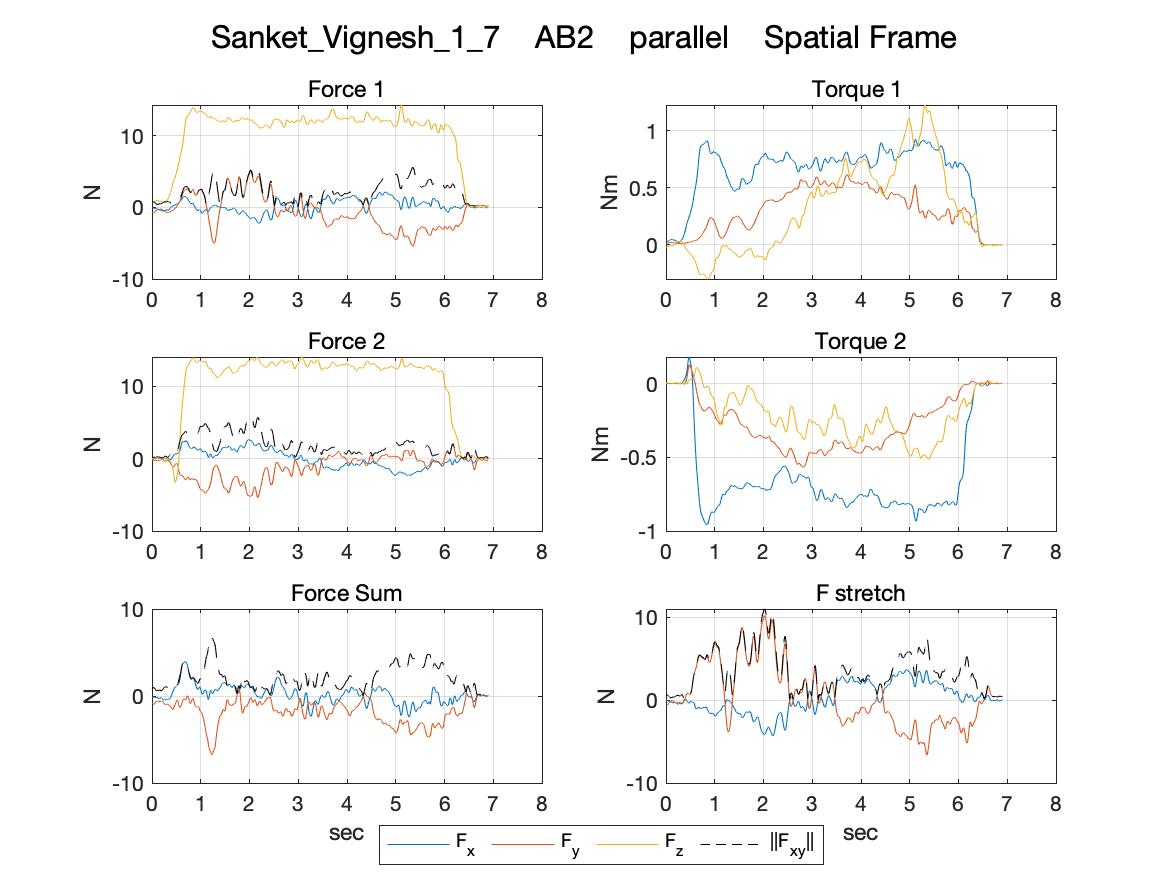 Sanket_Vignesh_1_7 AB2 parallel Spatial Frame
Force 1
Torque 1
N
10
0
-10
0 1 2 3 4 5 6 7 8
Nm
1
0.5
0
0 1 2 3 4 5 6 7 8
Force 2
Torque 2
N
10
0
-10
0 1 2 3 4 5 6 7 8
Nm
0
-0.5
-1
0 1 2 3 4 5 6 7 8
Force Sum
F stretch
N
10
0
-10
0 1 2 3 4 5 6 7 8
sec
N
10
0
-10
0 1 2 3 4 5 6 7 8
sec
F_x F_y F_z ||F_xy||